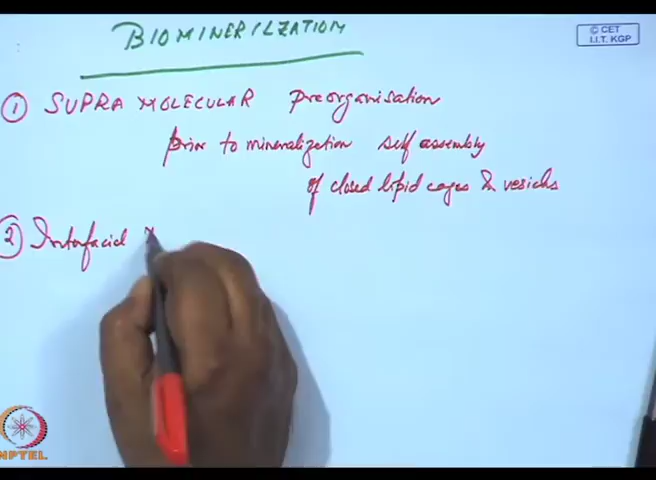 BIOMINERILZATION
© CET
I.I.T. KGP
① SUPRA MOLECULAR Preorganisation
prior to mineralization self assembly
of closed lipid cages & vesicles
② Interfacial
NPTEL